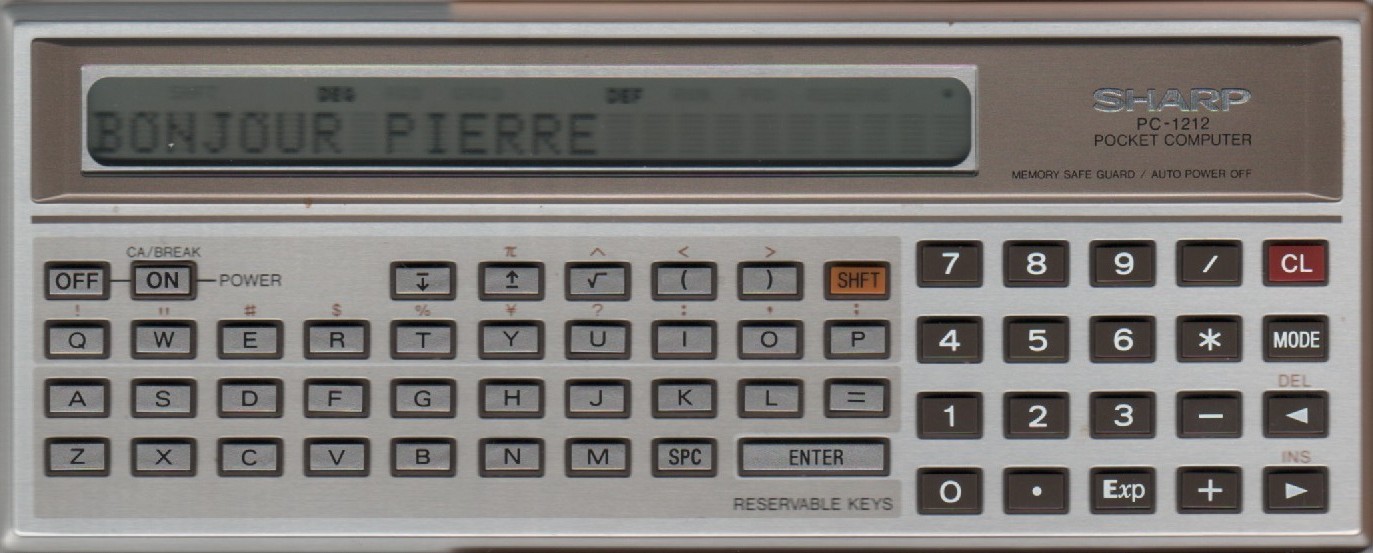 DEG DEF
BONJOUR PIERRE
SHARP
PC-1212
POCKET COMPUTER
MEMORY SAFE GUARD / AUTO POWER OFF
CA/BREAK
π ^ < >
OFF ON POWER ↧ ↥ √ ( ) SHFT
! " # $ % ¥ ? : , ;
Q W E R T Y U I O P
A S D F G H J K L =
Z X C V B N M SPC ENTER
RESERVABLE KEYS
7 8 9 / CL
4 5 6 * MODE
DEL
1 2 3 − ◄
INS
0 • Exp + ►